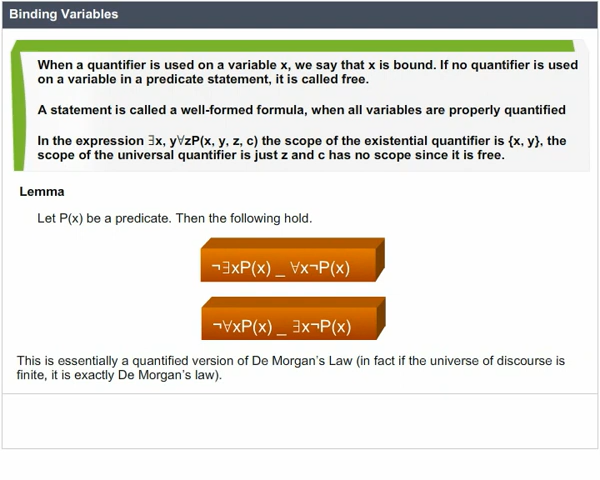 Binding Variables
When a quantifier is used on a variable x, we say that x is bound. If no quantifier is used
on a variable in a predicate statement, it is called free.
A statement is called a well-formed formula, when all variables are properly quantified
In the expression ∃x, y∀zP(x, y, z, c) the scope of the existential quantifier is {x, y}, the
scope of the universal quantifier is just z and c has no scope since it is free.
Lemma
Let P(x) be a predicate. Then the following hold.
¬∃xP(x) _ ∀x¬P(x)
¬∀xP(x) _ ∃x¬P(x)
This is essentially a quantified version of De Morgan's Law (in fact if the universe of discourse is
finite, it is exactly De Morgan's law).